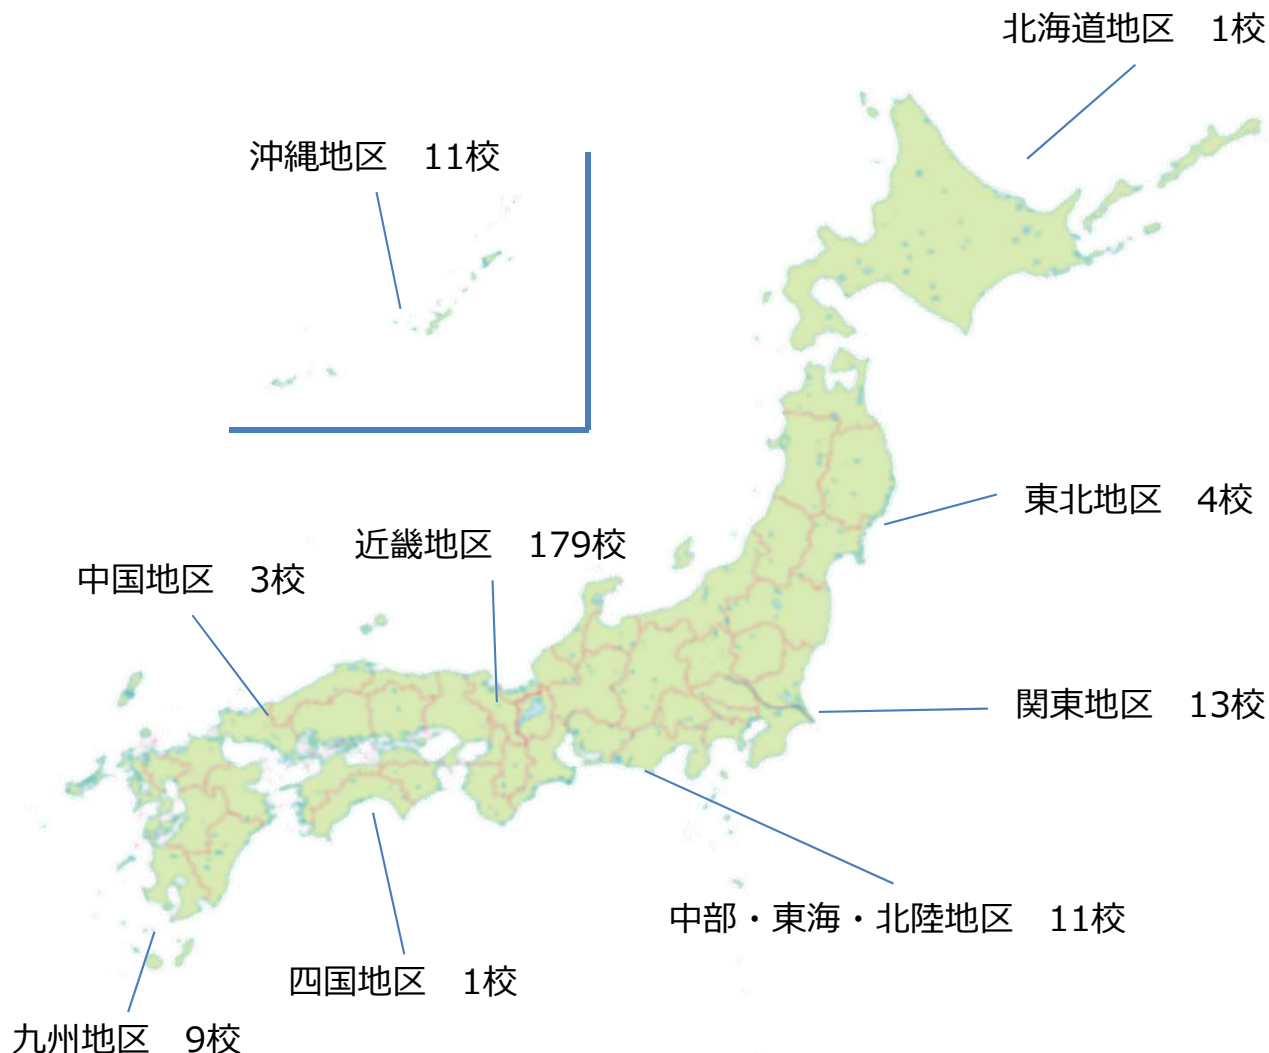 北海道地区　1校
沖縄地区　11校
東北地区　4校
近畿地区　179校
中国地区　3校
関東地区　13校
中部・東海・北陸地区　11校
四国地区　1校
九州地区　9校